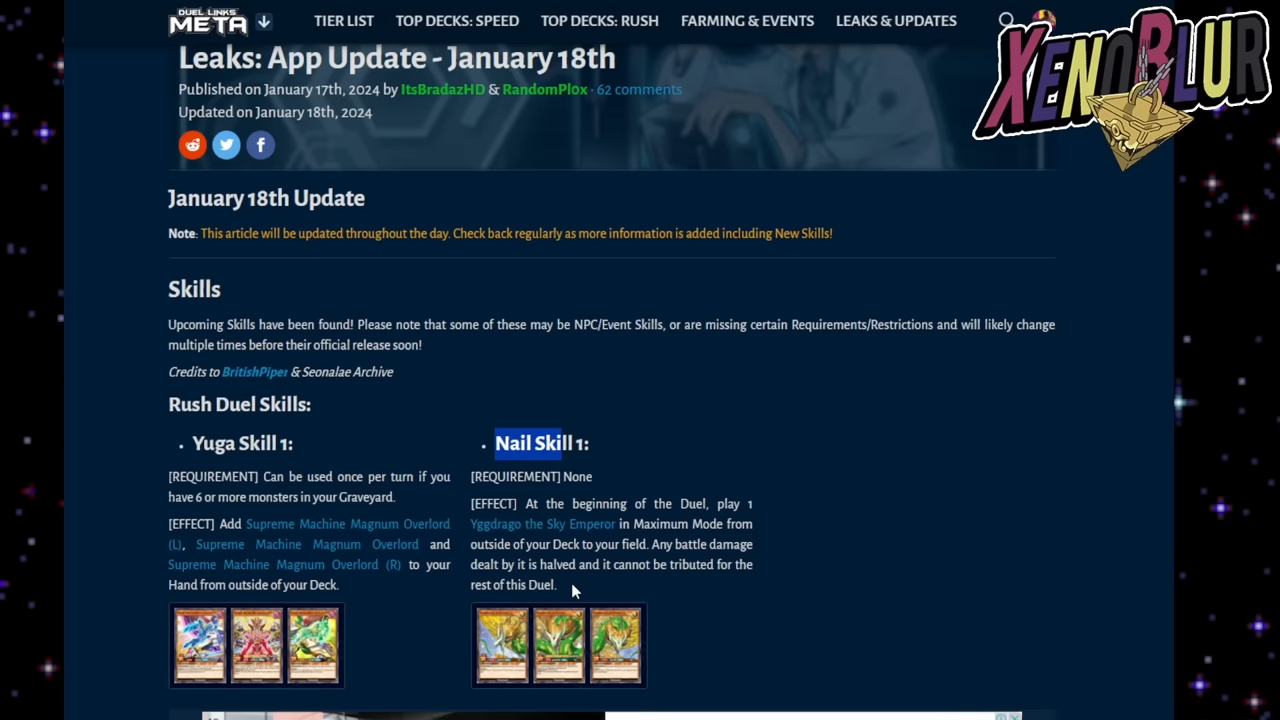 DUEL LINKS
META
TIER LIST
TOP DECKS: SPEED
TOP DECKS: RUSH
FARMING & EVENTS
LEAKS & UPDATES
XENOBLUR
Leaks: App Update - January 18th
Published on January 17th, 2024 by ItsBradazHD & RandomPl0x · 62 comments
Updated on January 18th, 2024
January 18th Update
Note: This article will be updated throughout the day. Check back regularly as more information is added including New Skills!
Skills
Upcoming Skills have been found! Please note that some of these may be NPC/Event Skills, or are missing certain Requirements/Restrictions and will likely change
multiple times before their official release soon!
Credits to BritishPiper & Seonalae Archive
Rush Duel Skills:
• Yuga Skill 1:
[REQUIREMENT] Can be used once per turn if you
have 6 or more monsters in your Graveyard.
[EFFECT] Add Supreme Machine Magnum Overlord
(L), Supreme Machine Magnum Overlord and
Supreme Machine Magnum Overlord (R) to your
Hand from outside of your Deck.
• Nail Skill 1:
[REQUIREMENT] None
[EFFECT] At the beginning of the Duel, play 1
Yggdrago the Sky Emperor in Maximum Mode from
outside of your Deck to your field. Any battle damage
dealt by it is halved and it cannot be tributed for the
rest of this Duel.